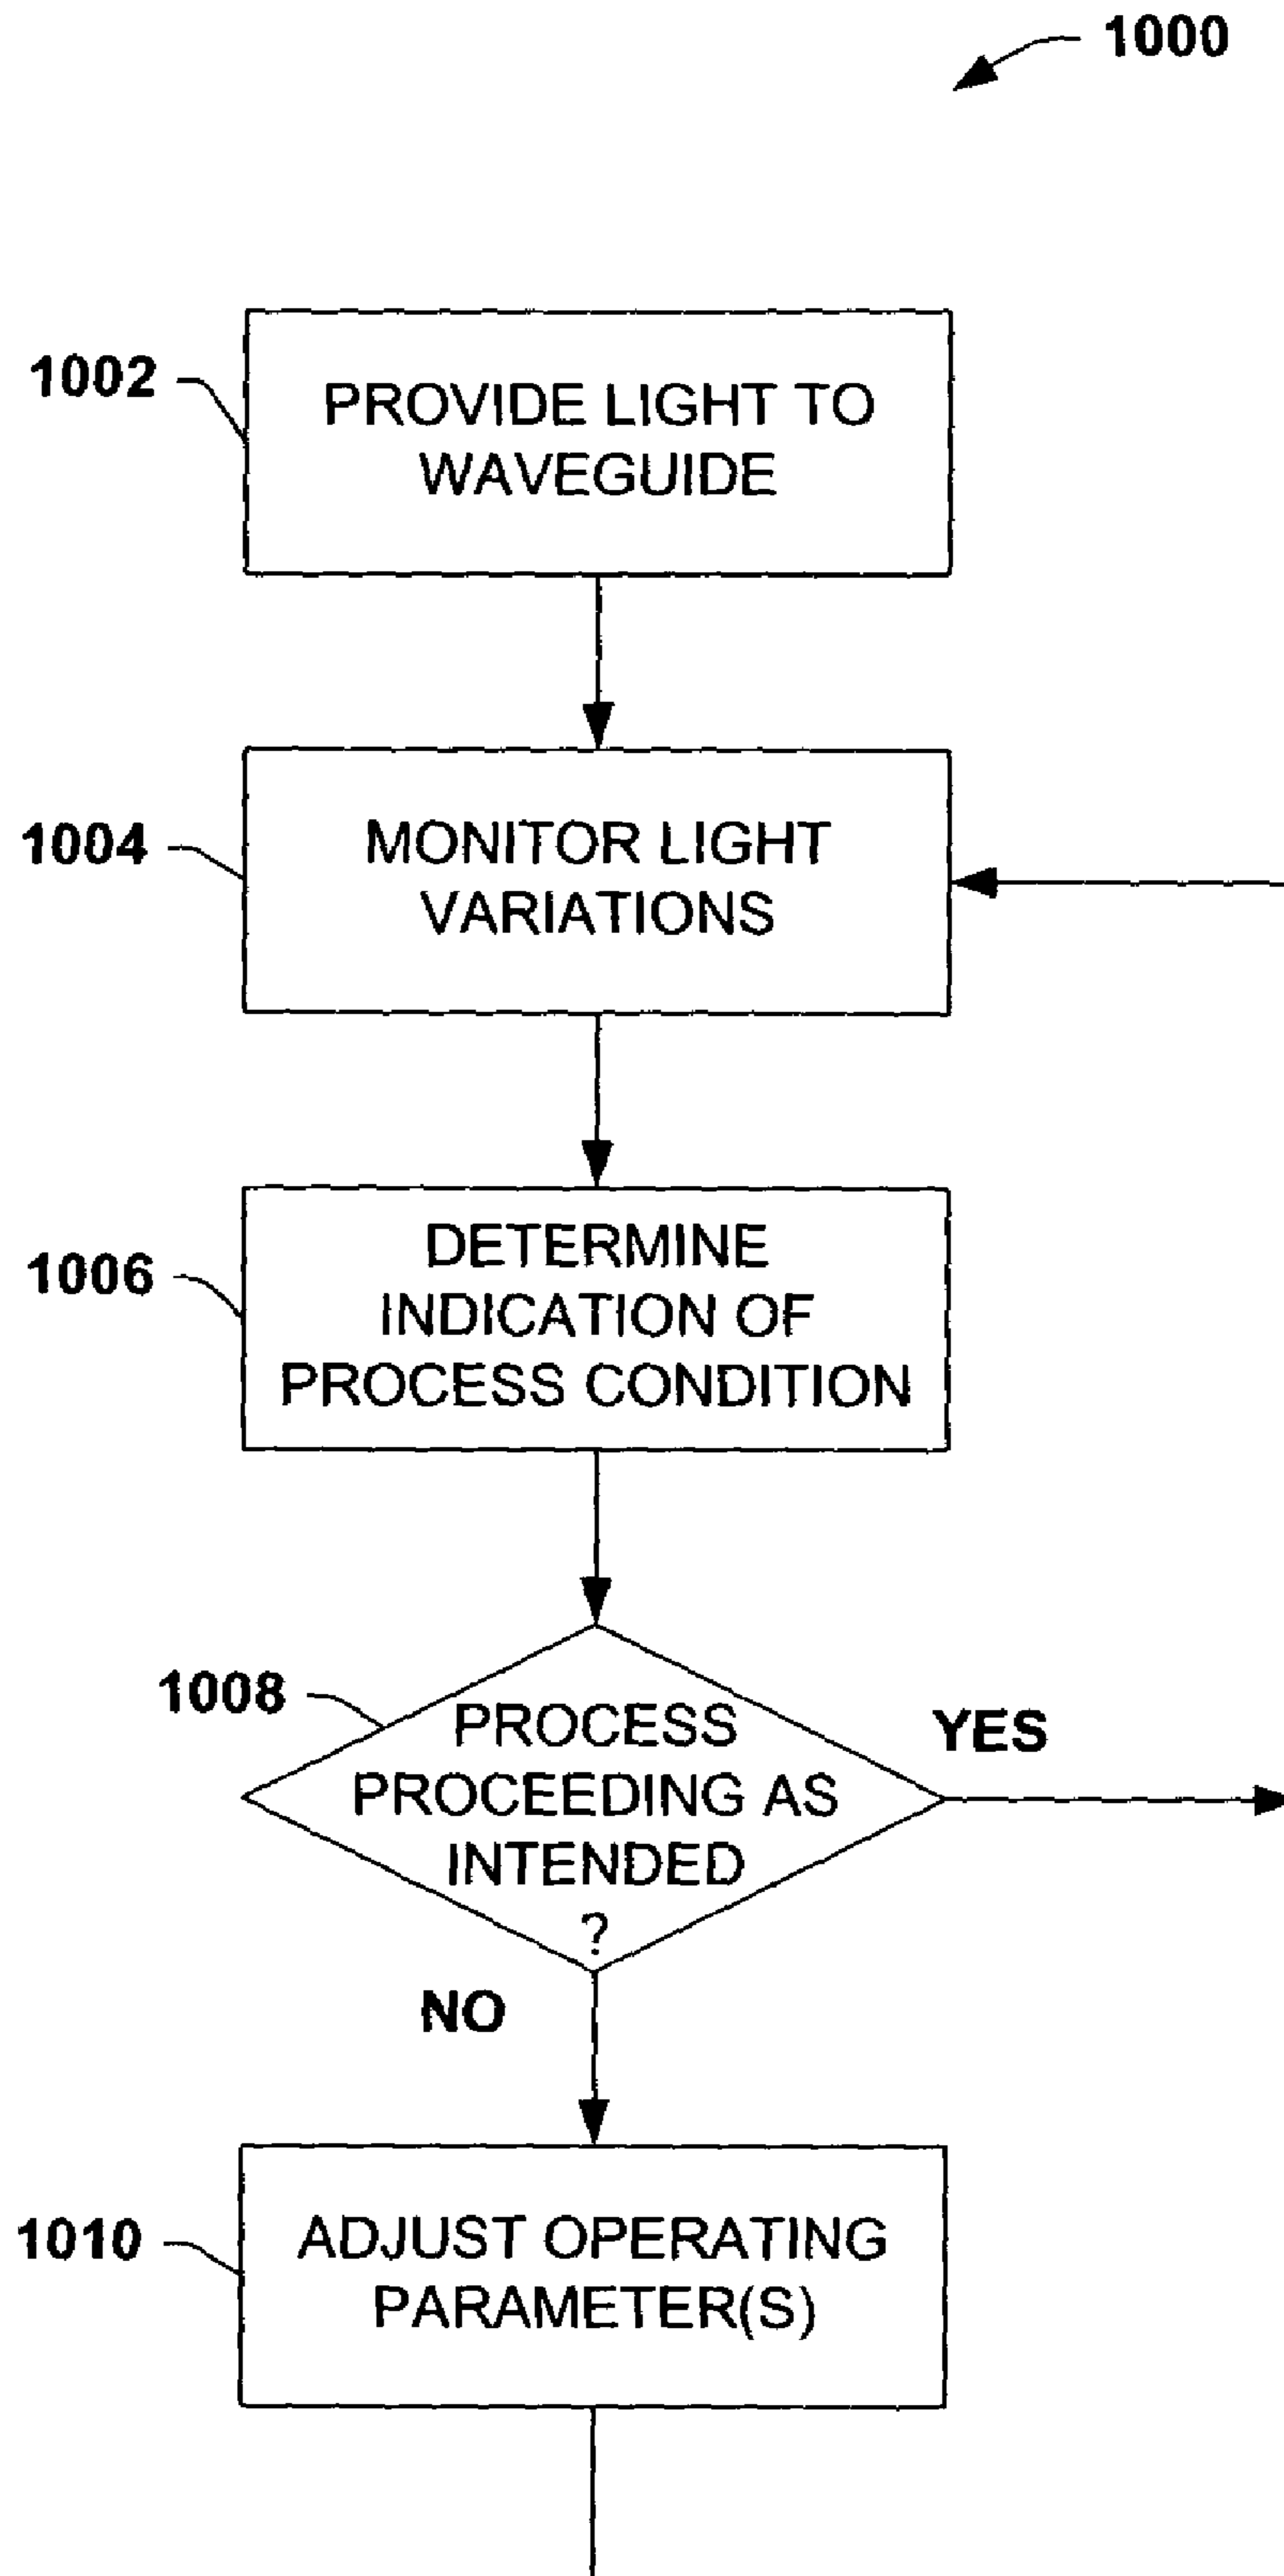 1000
1002
PROVIDE LIGHT TO
WAVEGUIDE
1004
MONITOR LIGHT
VARIATIONS
1006
DETERMINE
INDICATION OF
PROCESS CONDITION
1008
PROCESS
PROCEEDING AS
INTENDED
?
YES
NO
1010
ADJUST OPERATING
PARAMETER(S)